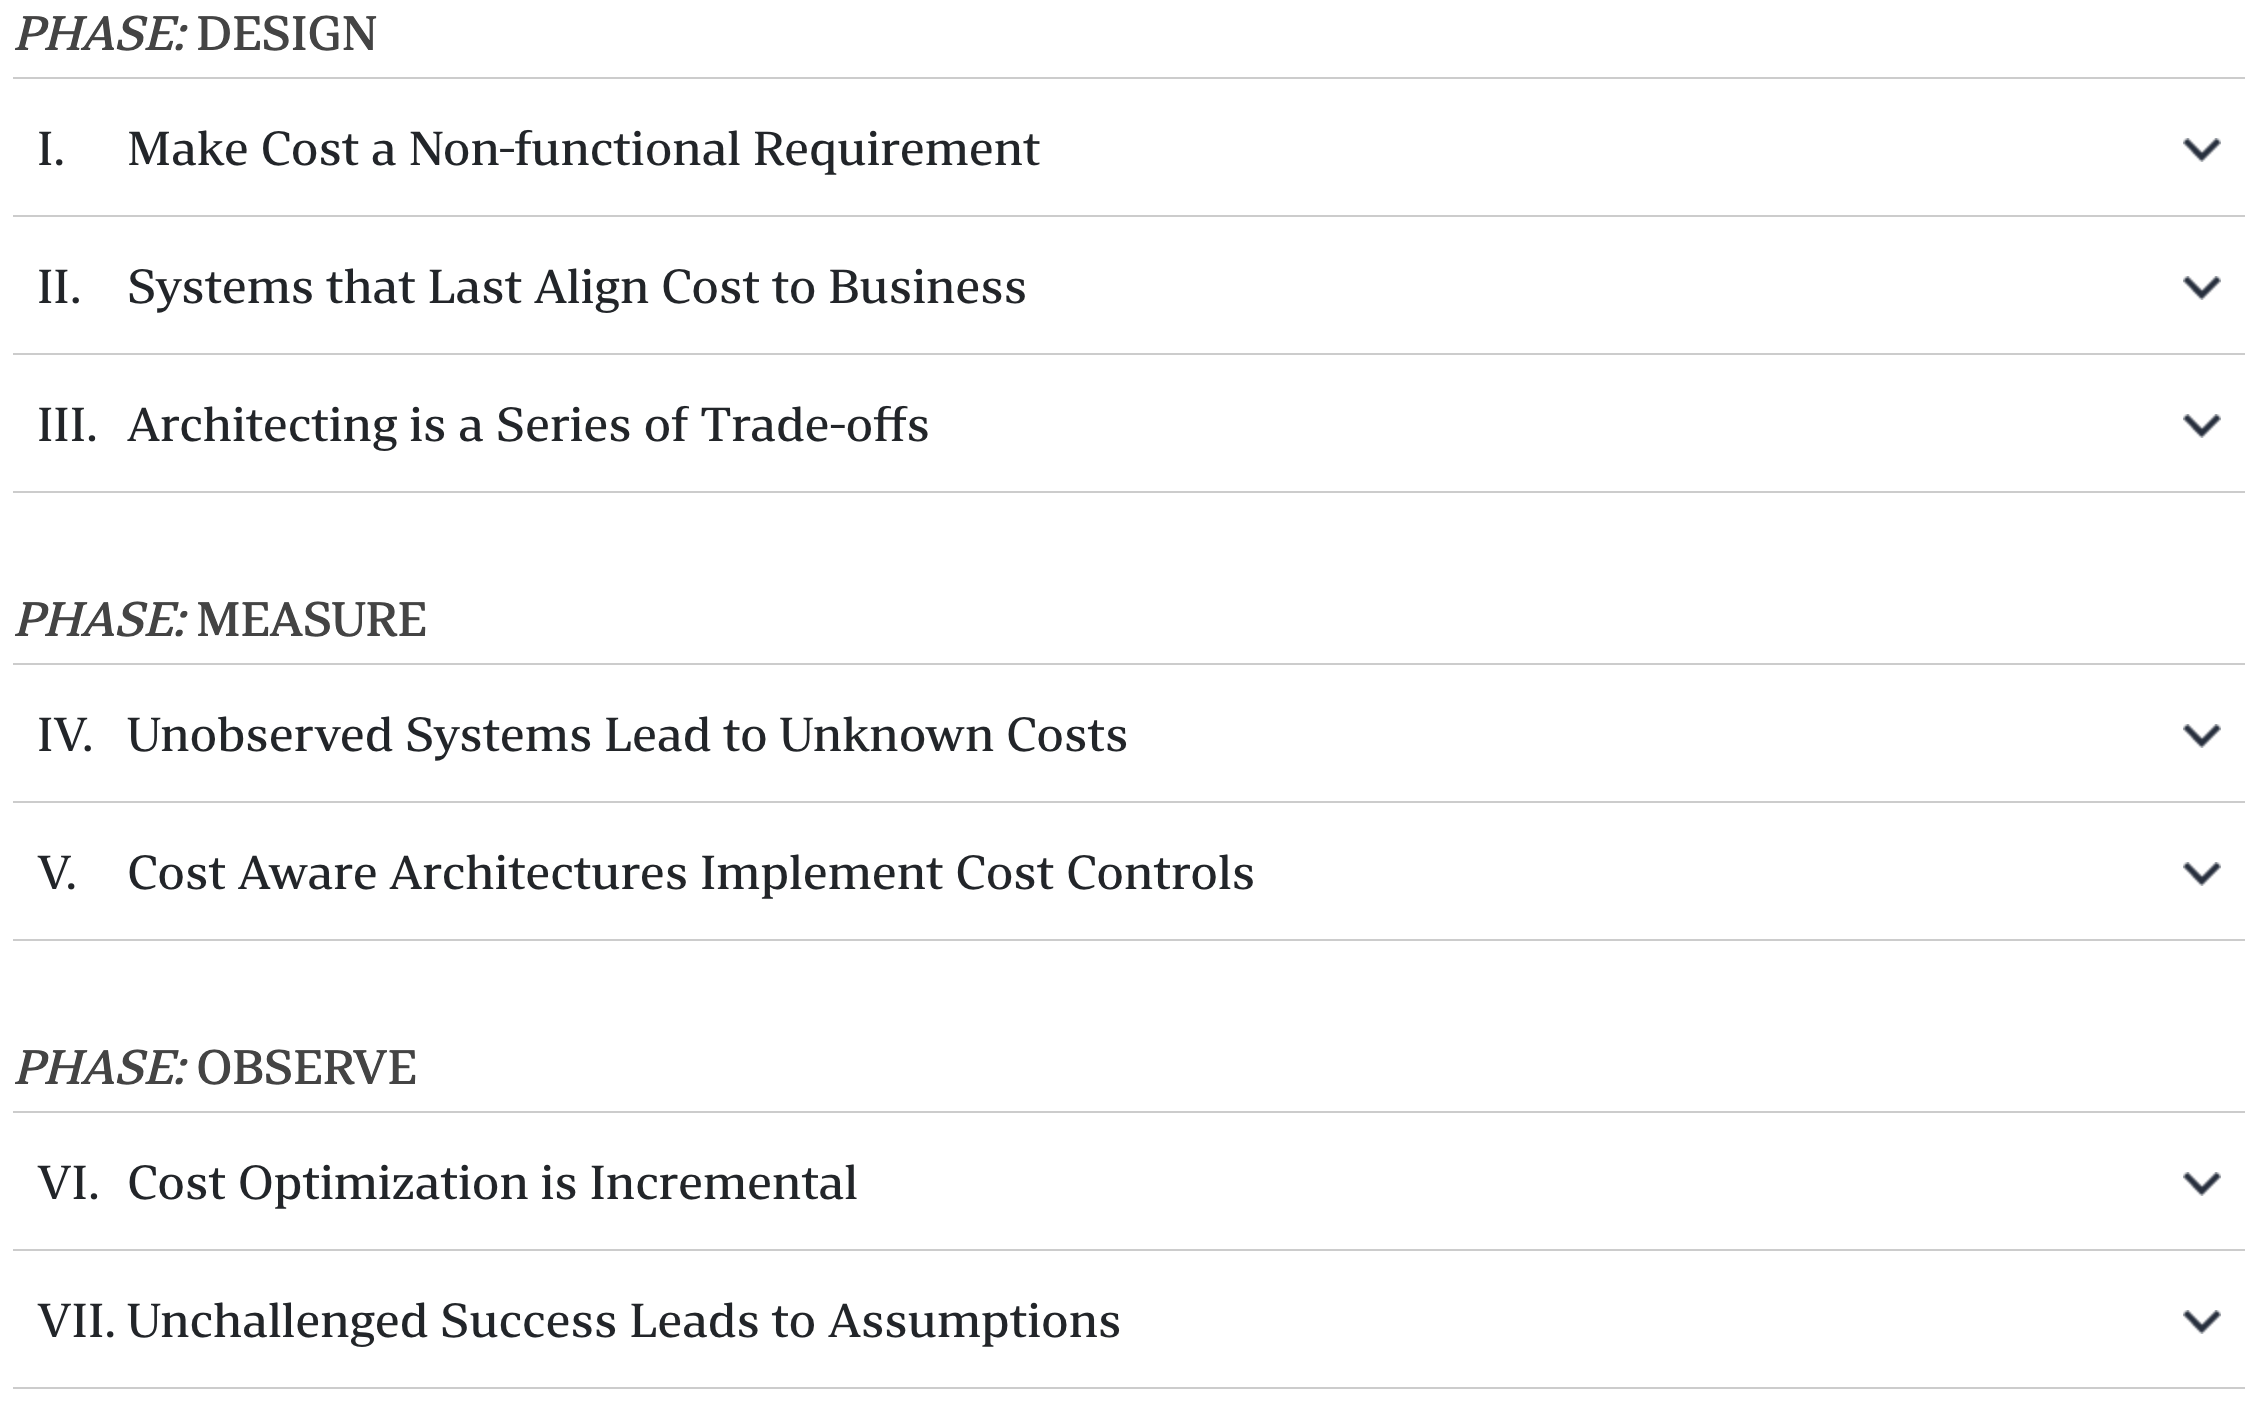 PHASE: DESIGN
I. Make Cost a Non-functional Requirement
II. Systems that Last Align Cost to Business
III. Architecting is a Series of Trade-offs
PHASE: MEASURE
IV. Unobserved Systems Lead to Unknown Costs
V. Cost Aware Architectures Implement Cost Controls
PHASE: OBSERVE
VI. Cost Optimization is Incremental
VII. Unchallenged Success Leads to Assumptions